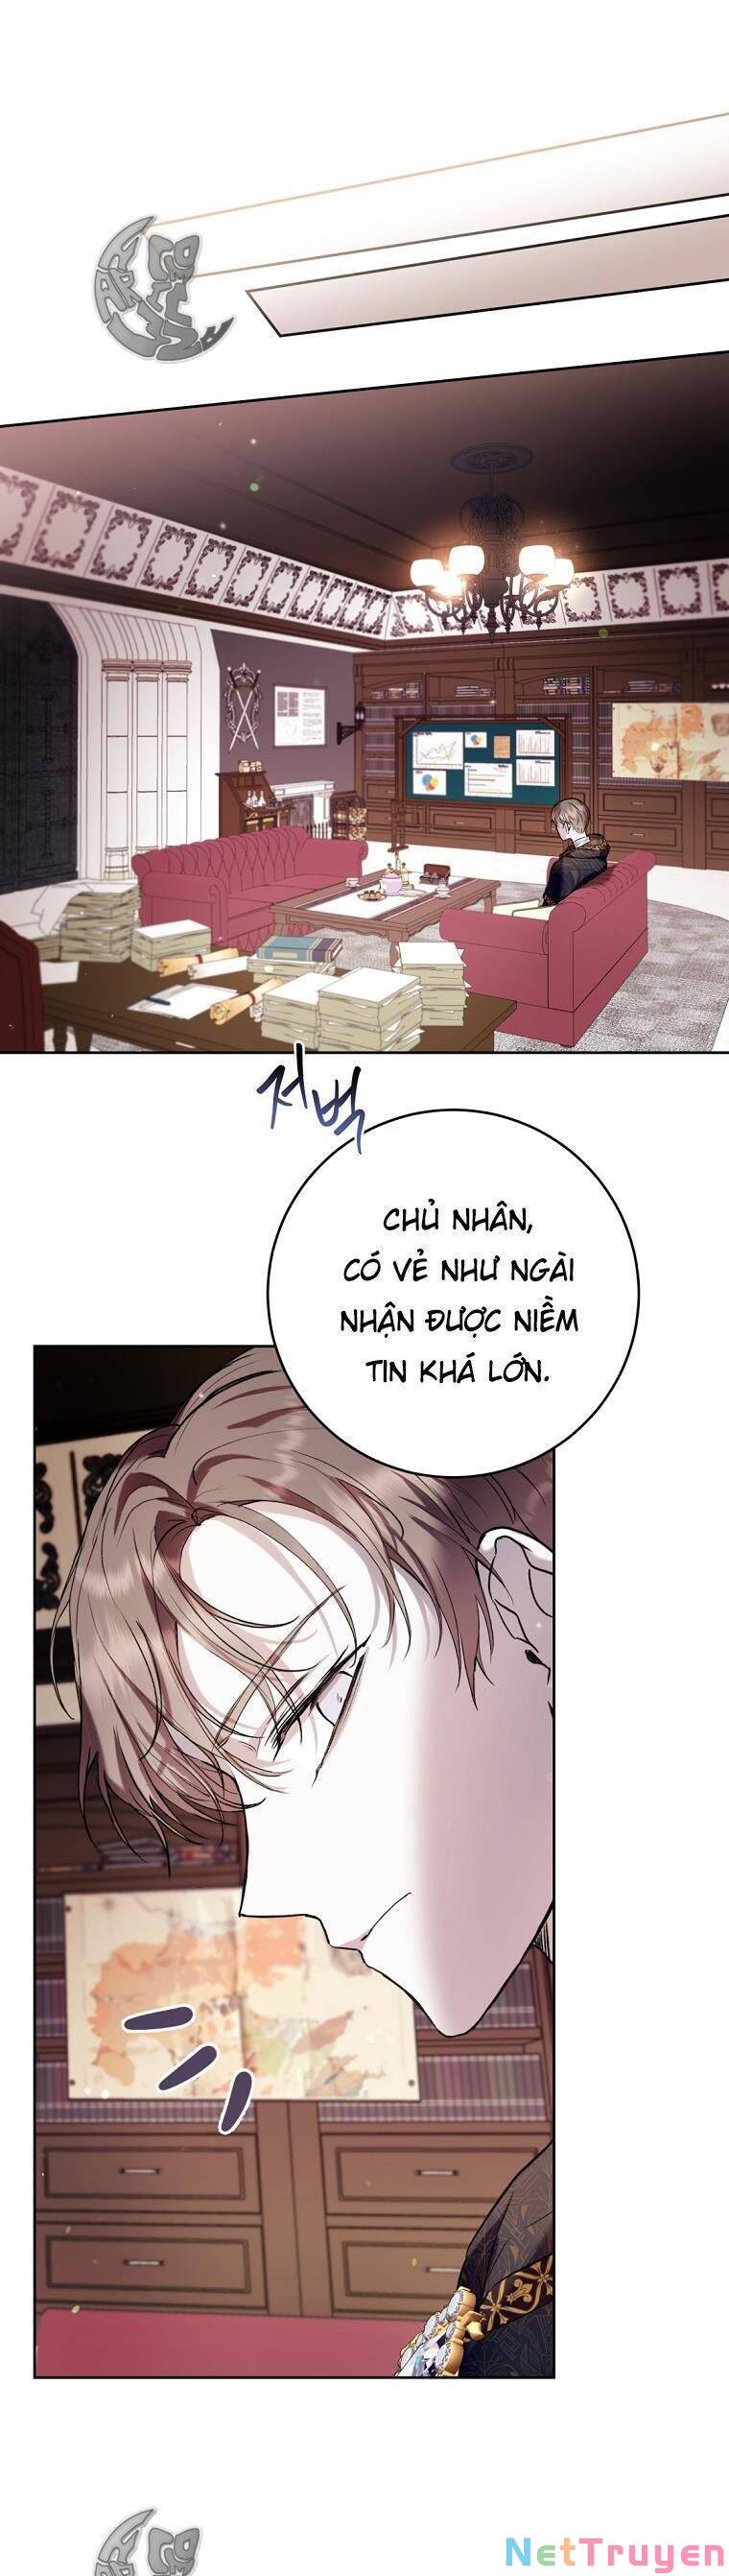 저벅
CHỦ NHÂN,
CÓ VẺ NHƯ NGÀI
NHẬN ĐƯỢC NIỀM
TIN KHÁ LỚN.
NetTruyen